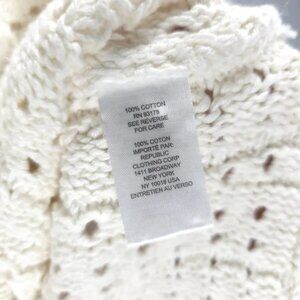 100% COTTON
RN 93179
SEE REVERSE
FOR CARE
100% COTON
IMPORTÉ PAR:
REPUBLIC
CLOTHING CORP
1411 BROADWAY
NEW YORK
NY 10018 USA
ENTRETIEN AU VERSO